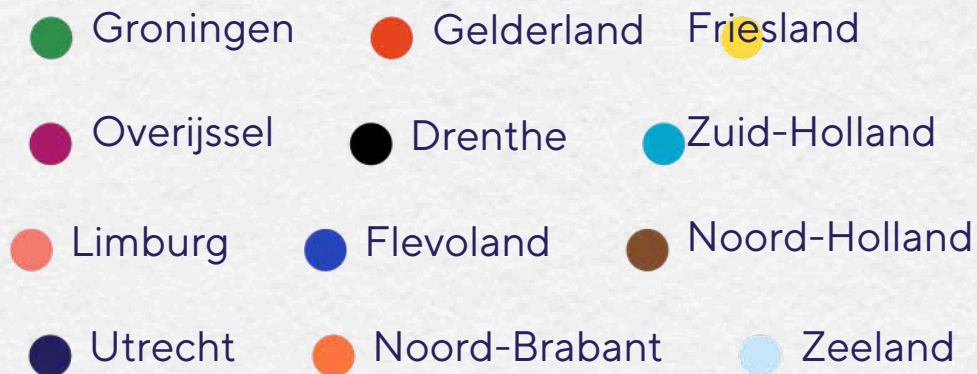 Groningen Gelderland Friesland
Overijssel Drenthe Zuid-Holland
Limburg Flevoland Noord-Holland
Utrecht Noord-Brabant Zeeland